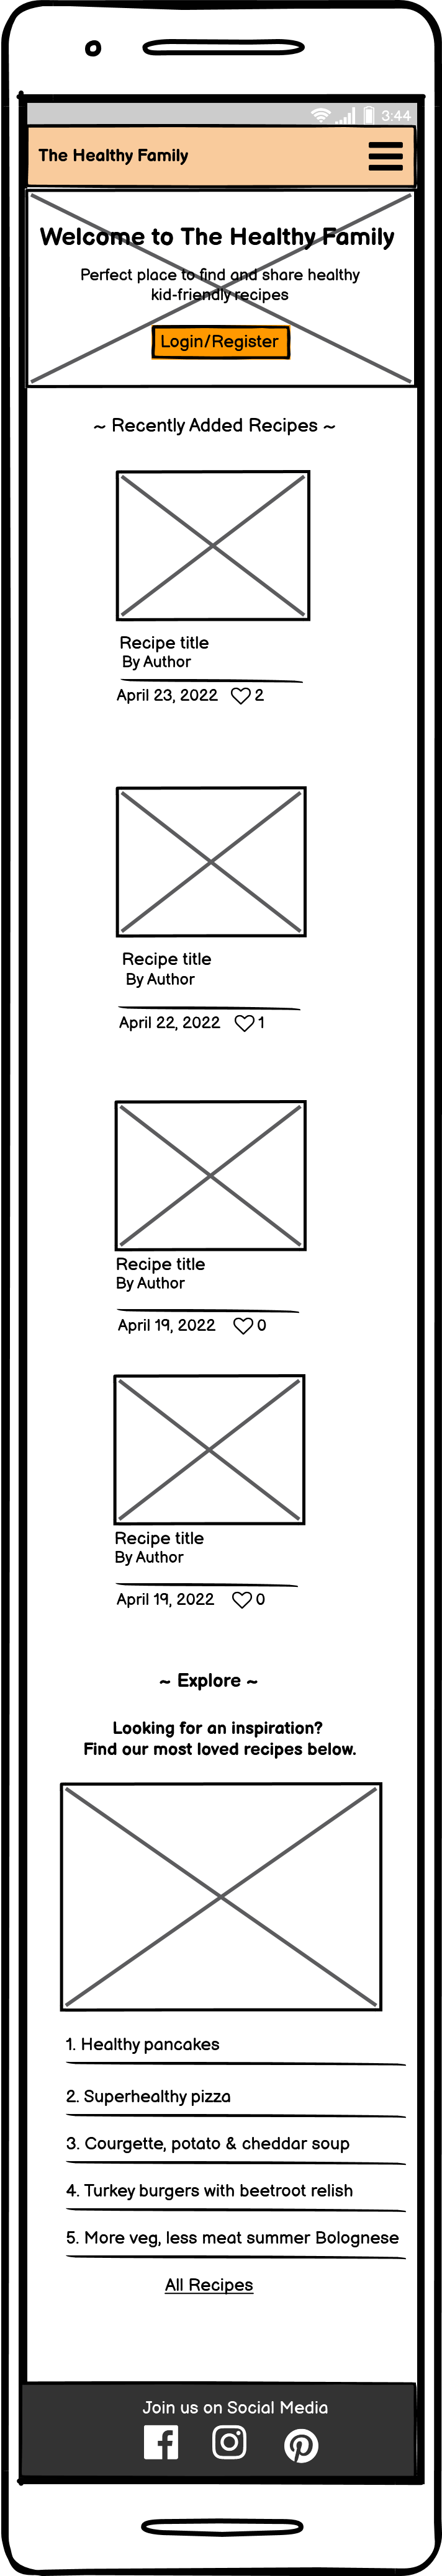 3:44
The Healthy Family
Welcome to The Healthy Family
Perfect place to find and share healthy
kid-friendly recipes
Login/Register
~ Recently Added Recipes ~
Recipe title
By Author
April 23, 2022 2
Recipe title
By Author
April 22, 2022 1
Recipe title
By Author
April 19, 2022 0
Recipe title
By Author
April 19, 2022 0
~ Explore ~
Looking for an inspiration?
Find our most loved recipes below.
1. Healthy pancakes
2. Superhealthy pizza
3. Courgette, potato & cheddar soup
4. Turkey burgers with beetroot relish
5. More veg, less meat summer Bolognese
All Recipes
Join us on Social Media